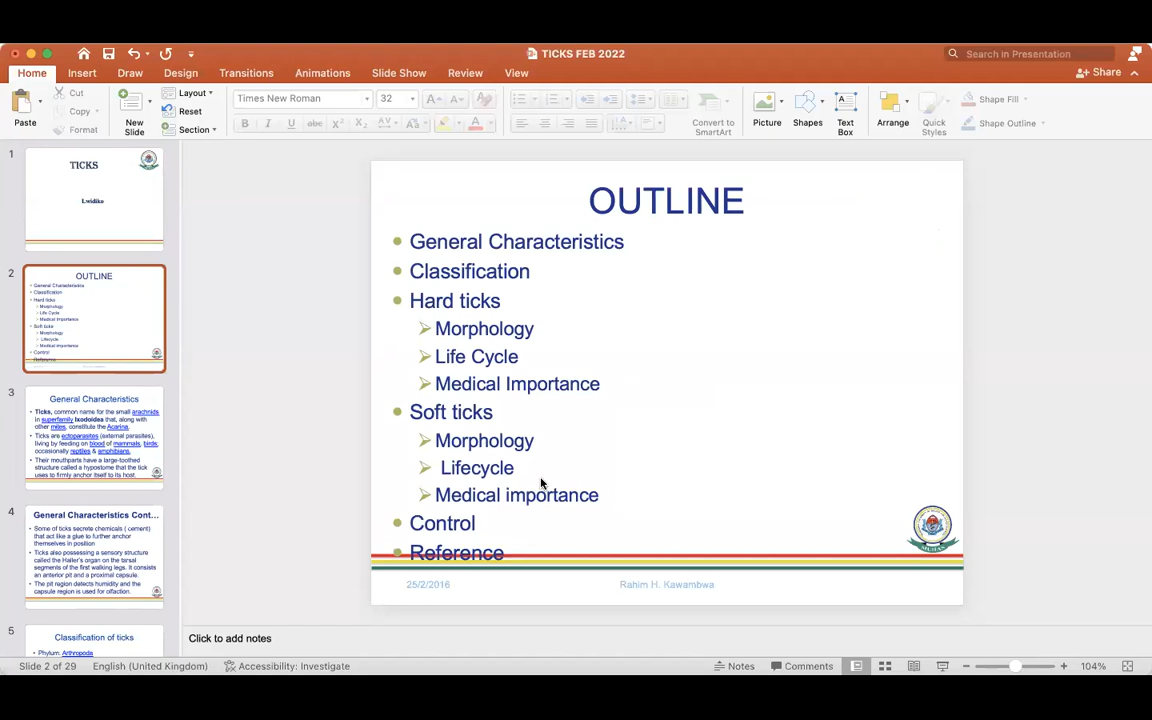 TICKS FEB 2022
Search in Presentation
Home Insert Draw Design Transitions Animations Slide Show Review View Share
Paste Cut Copy Format New Slide Layout Reset Section Times New Roman 32 Convert to SmartArt Picture Shapes Text Box Arrange Quick Styles Shape Fill Shape Outline
1
TICKS
Lwidiko
2
OUTLINE
General Characteristics
Classification
Hard ticks
Morphology
Life Cycle
Medical Importance
Soft ticks
Morphology
Lifecycle
Medical importance
Control
Reference
3
General Characteristics
Ticks, common name for the small arachnids
in superfamily Ixodoidea that, along with
other mites, constitute the Acarina.
Ticks are ectoparasites (external parasites),
living by feeding on blood of mammals, birds,
occasionally reptiles & amphibians.
Their mouthparts have a large-toothed
structure called a hypostome that the tick
uses to firmly anchor itself to its host.
4
General Characteristics Cont...
Some of ticks secrete chemicals ( cement)
that act like a glue to further anchor
themselves in position
Ticks also possessing a sensory structure
called the Haller's organ on the tarsal
segments of the first walking legs. It consists
an anterior pit and a proximal capsule.
The pit region detects humidity and the
capsule region is used for olfaction.
5
Classification of ticks
Phylum: Arthropoda
OUTLINE
General Characteristics
Classification
Hard ticks
Morphology
Life Cycle
Medical Importance
Soft ticks
Morphology
Lifecycle
Medical importance
Control
Reference
MUHAS
25/2/2016 Rahim H. Kawambwa
Click to add notes
Slide 2 of 29 English (United Kingdom) Accessibility: Investigate Notes Comments 104%